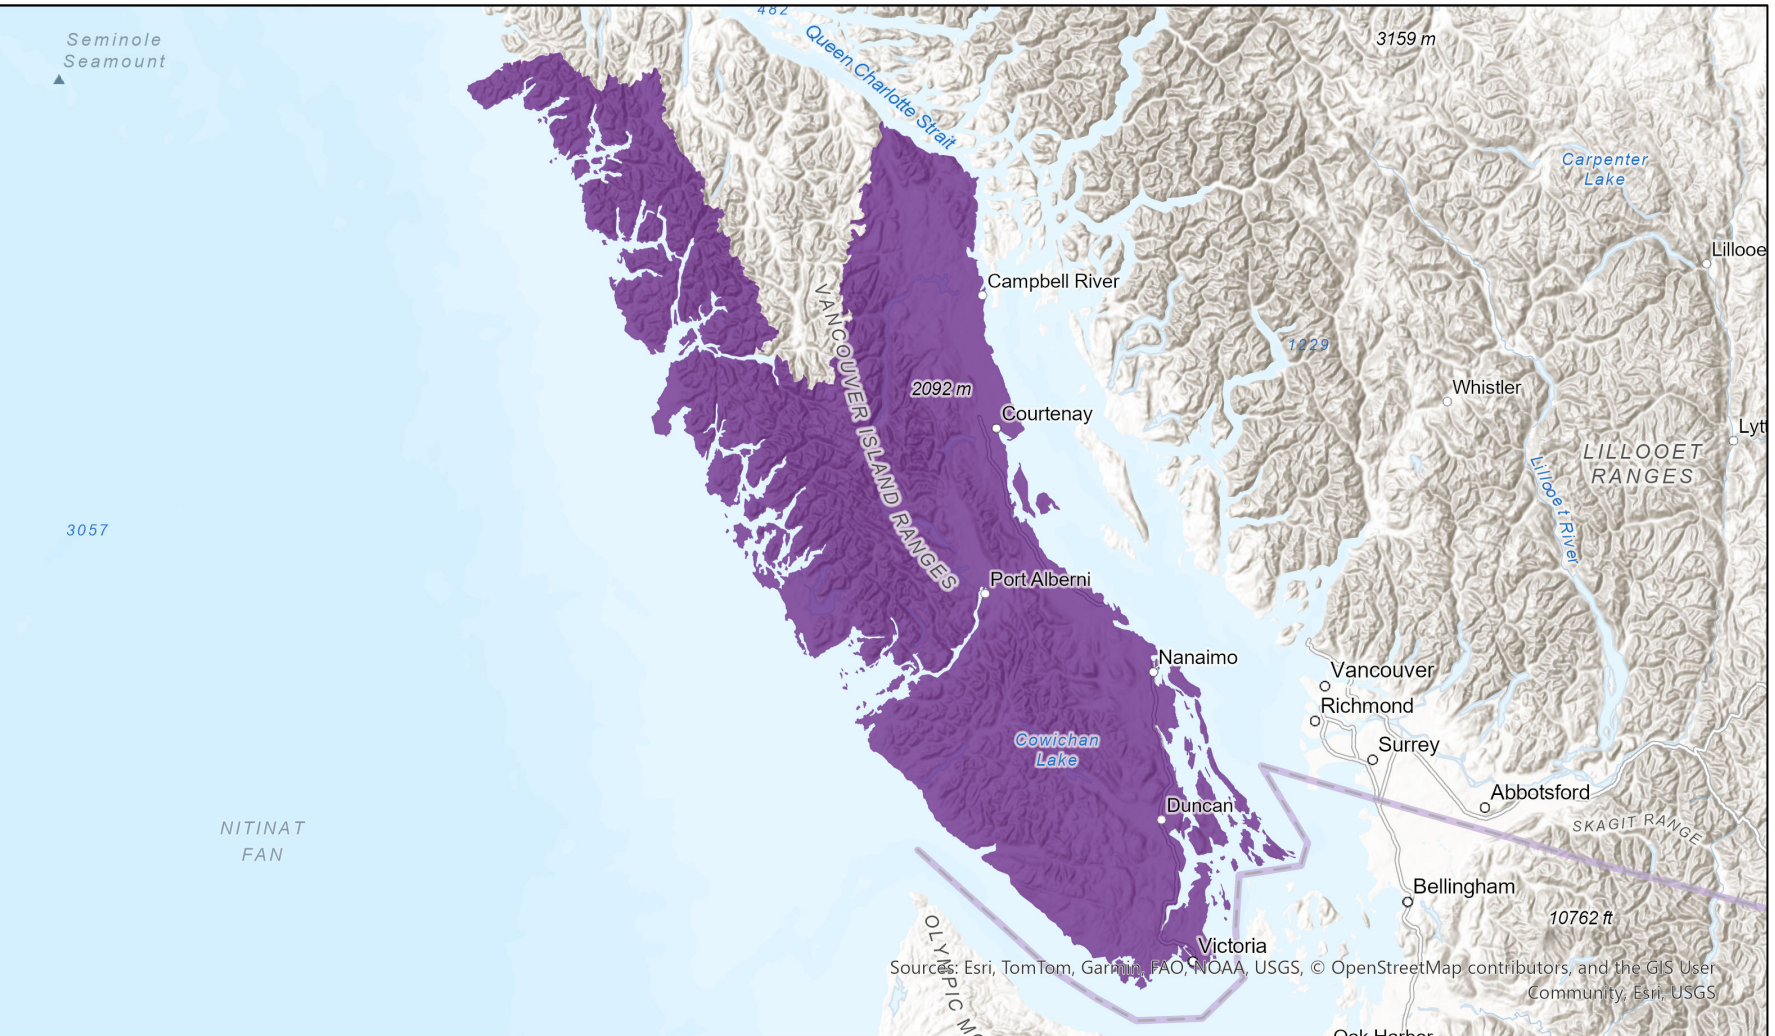 482
Seminole
Seamount
Queen Charlotte Strait
3159 m
Carpenter
Lake
Lillooe
Campbell River
VANCOUVER ISLAND RANGES
1229
2092 m
Whistler
Courtenay
Lyt
LILLOOET
RANGES
Lillooet River
3057
Port Alberni
Nanaimo
Vancouver
Richmond
Cowichan
Lake
Surrey
Abbotsford
Duncan
SKAGIT RANGE
NITINAT
FAN
Bellingham
10762 ft
OLYMPIC MO
Victoria
Sources: Esri, TomTom, Garmin, FAO, NOAA, USGS, © OpenStreetMap contributors, and the GIS User
Community, Esri, USGS
Oak Harbor